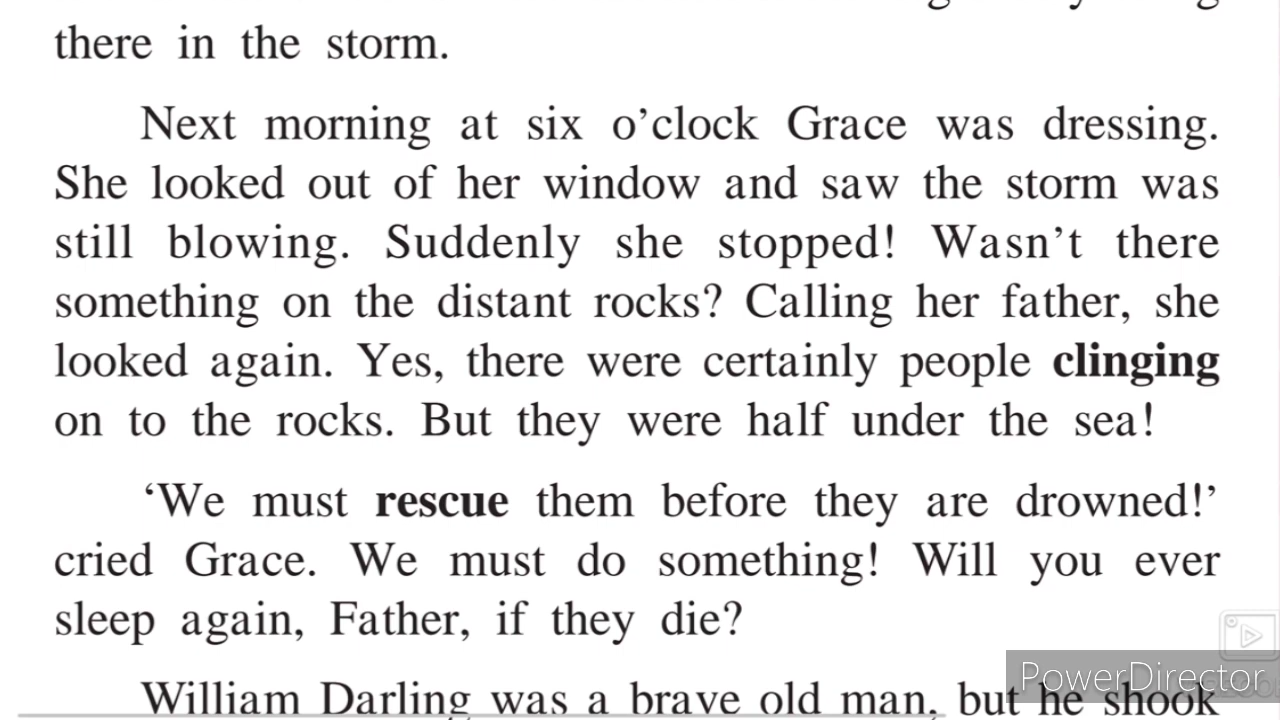 there in the storm.
Next morning at six o’clock Grace was dressing.
She looked out of her window and saw the storm was
still blowing. Suddenly she stopped! Wasn’t there
something on the distant rocks? Calling her father, she
looked again. Yes, there were certainly people clinging
on to the rocks. But they were half under the sea!
‘We must rescue them before they are drowned!’
cried Grace. We must do something! Will you ever
sleep again, Father, if they die?
William Darling was a brave old man, but he shook
PowerDirector